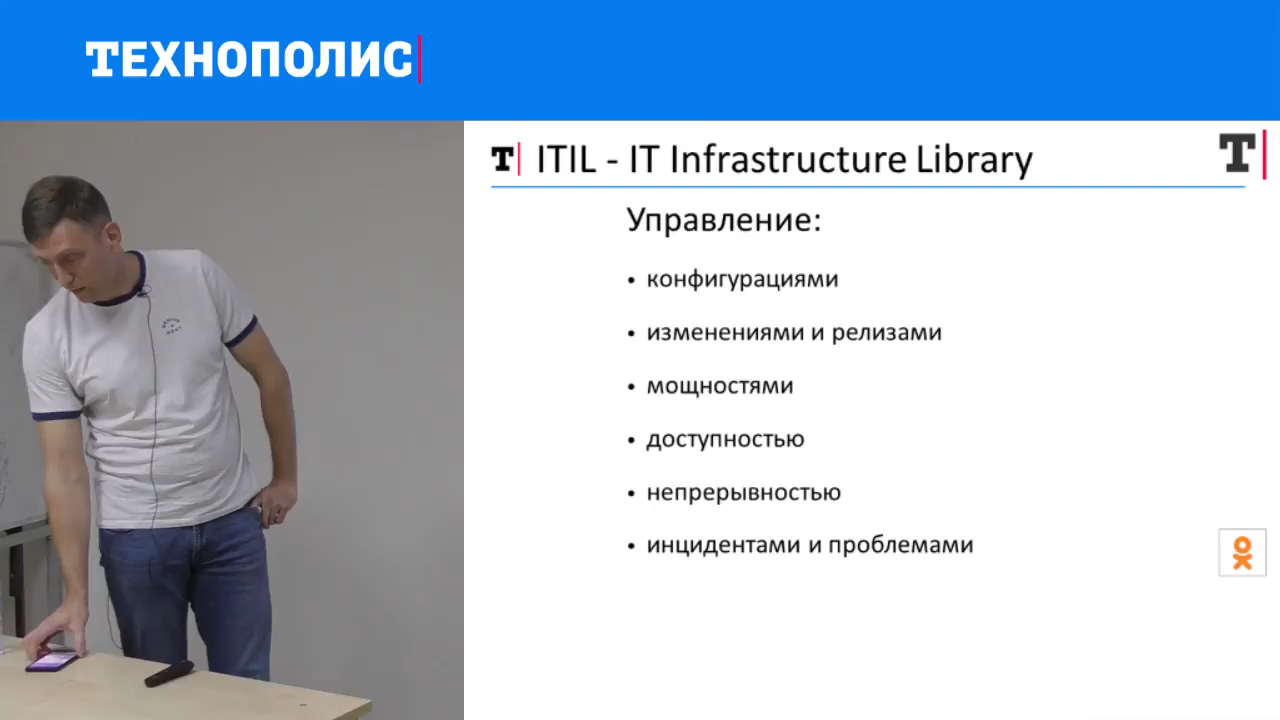 ТЕХНОПОЛИС
T ITIL - IT Infrastructure Library
T
Управление:
• конфигурациями
• изменениями и релизами
• мощностями
• доступностью
• непрерывностью
• инцидентами и проблемами